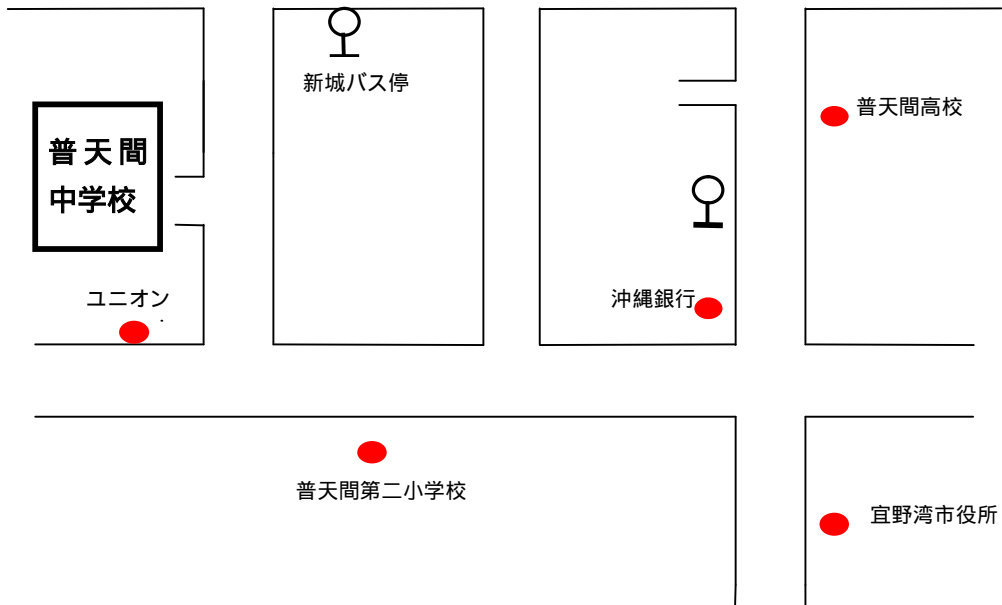 新城バス停
普天間高校
普天間
中学校
ユニオン
沖縄銀行
普天間第二小学校
宜野湾市役所